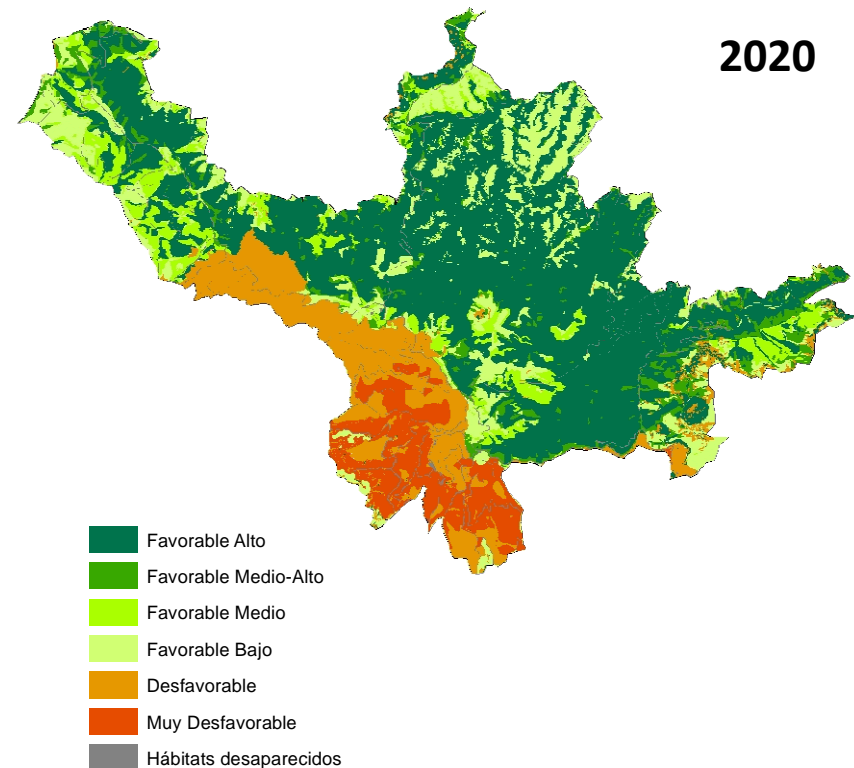 2020
Favorable Alto
Favorable Medio-Alto
Favorable Medio
Favorable Bajo
Desfavorable
Muy Desfavorable
Hábitats desaparecidos